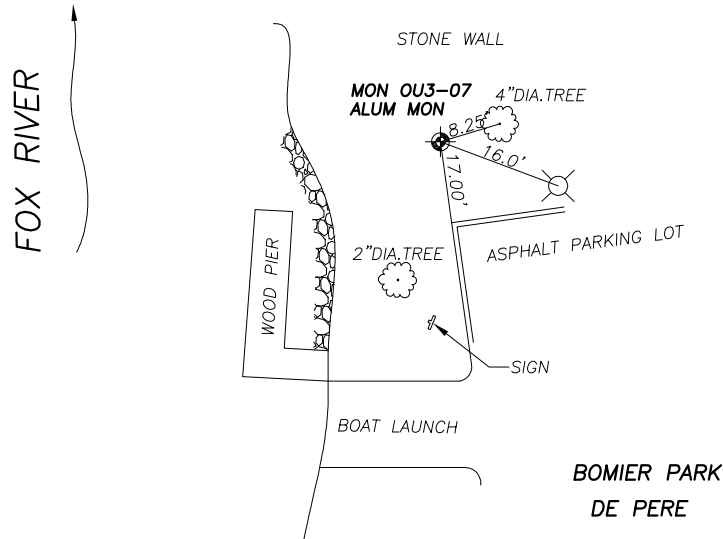 STONE WALL
MON OU3-07
ALUM MON
4"DIA.TREE
8.25'
16.0'
17.00'
FOX RIVER
ASPHALT PARKING LOT
2"DIA.TREE
WOOD PIER
SIGN
BOAT LAUNCH
BOMIER PARK
DE PERE